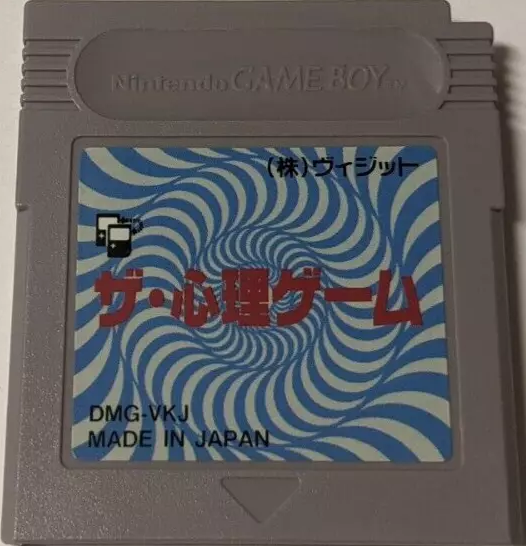 Nintendo GAME BOY TM
(株)ヴィジット
ザ・心理ゲーム
DMG-VKJ
MADE IN JAPAN